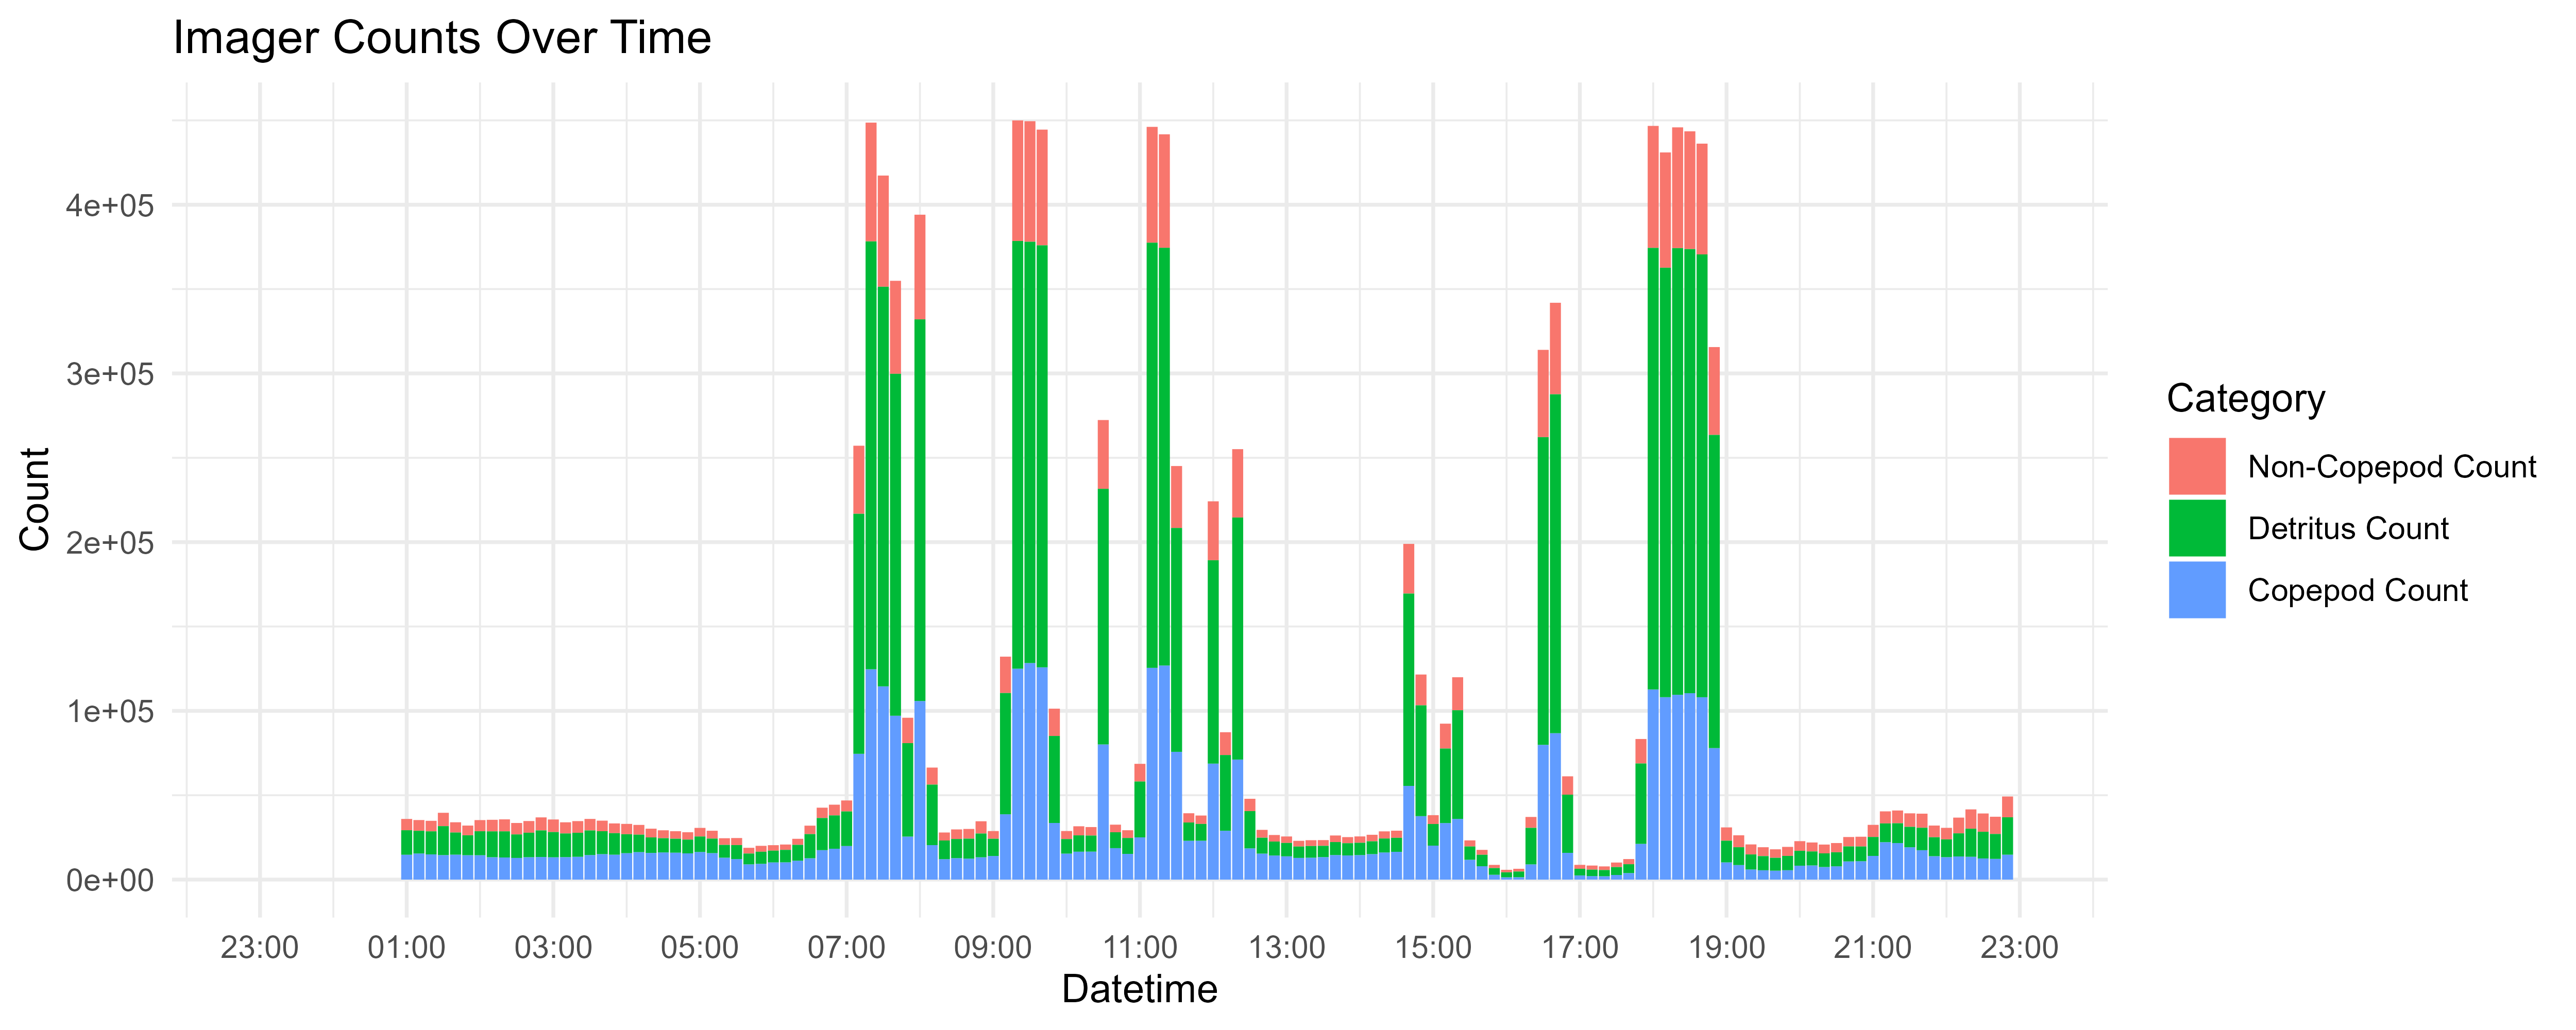 Imager Counts Over Time
4e+05
3e+05
2e+05
1e+05
0e+00
Count
23:00 01:00 03:00 05:00 07:00 09:00 11:00 13:00 15:00 17:00 19:00 21:00 23:00
Datetime
Category
Non-Copepod Count
Detritus Count
Copepod Count